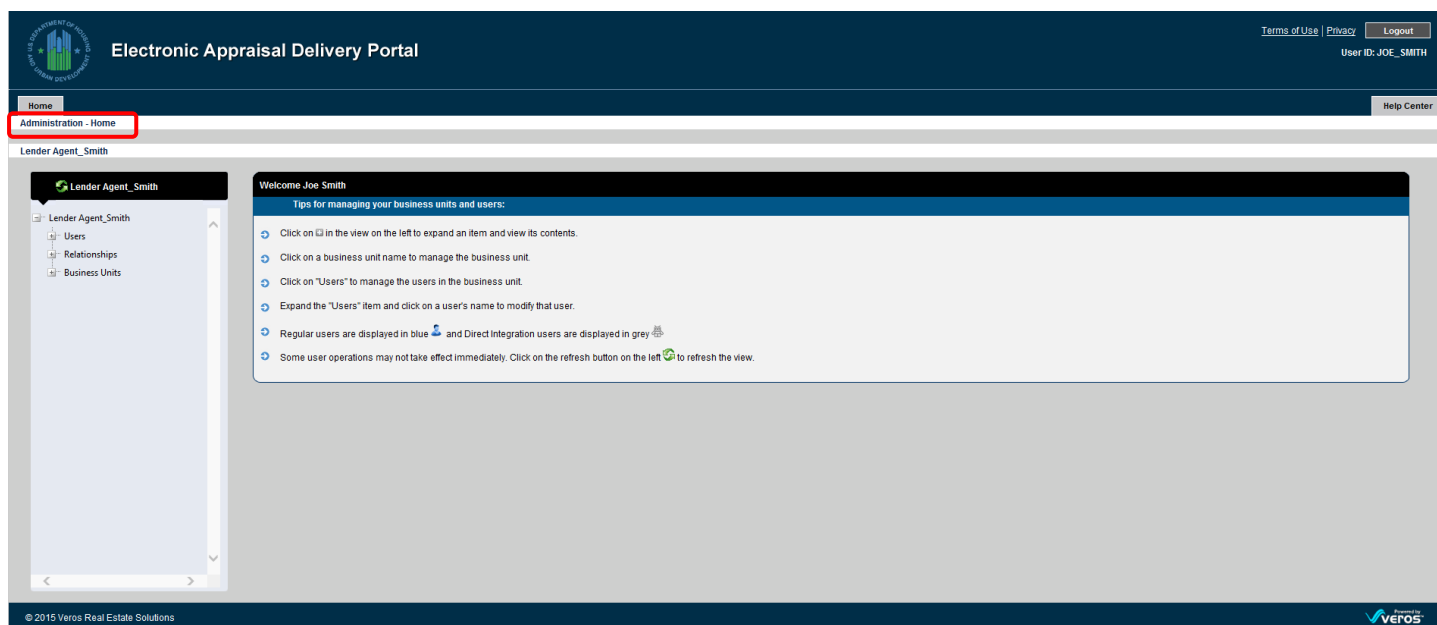 U.S. DEPARTMENT OF HOUSING AND URBAN DEVELOPMENT
Electronic Appraisal Delivery Portal
Terms of Use | Privacy Logout
User ID: JOE_SMITH
Home Help Center
Administration - Home
Lender Agent_Smith
Lender Agent_Smith
Lender Agent_Smith
Users
Relationships
Business Units
Welcome Joe Smith
Tips for managing your business units and users:
Click on in the view on the left to expand an item and view its contents.
Click on a business unit name to manage the business unit.
Click on "Users" to manage the users in the business unit.
Expand the "Users" item and click on a user's name to modify that user.
Regular users are displayed in blue and Direct Integration users are displayed in grey
Some user operations may not take effect immediately. Click on the refresh button on the left to refresh the view.
© 2015 Veros Real Estate Solutions
Powered by
veros